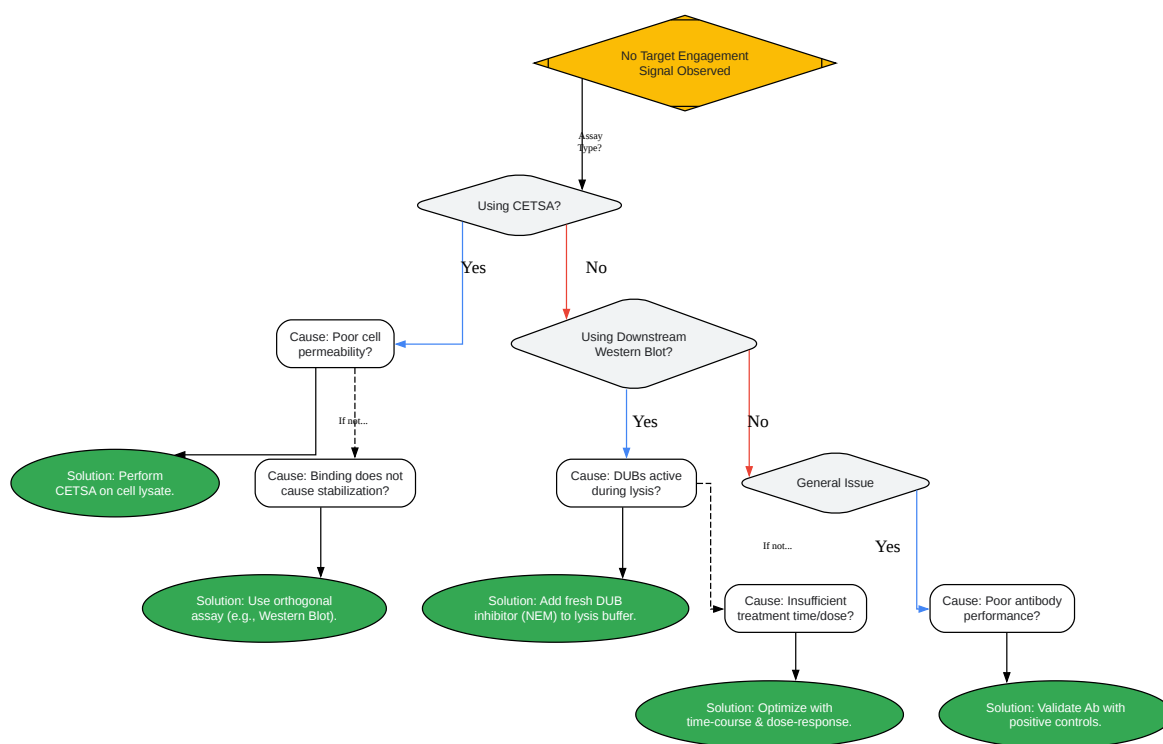 No Target Engagement
Signal Observed
Assay
Type?
Using CETSA?
Yes
No
Cause: Poor cell
permeability?
Using Downstream
Western Blot?
If not...
Yes
No
Solution: Perform
CETSA on cell lysate.
Cause: Binding does not
cause stabilization?
Cause: DUBs active
during lysis?
General Issue
If not...
Yes
Solution: Use orthogonal
assay (e.g., Western Blot).
Solution: Add fresh DUB
inhibitor (NEM) to lysis buffer.
Cause: Insufficient
treatment time/dose?
Cause: Poor antibody
performance?
Solution: Optimize with
time-course & dose-response.
Solution: Validate Ab with
positive controls.